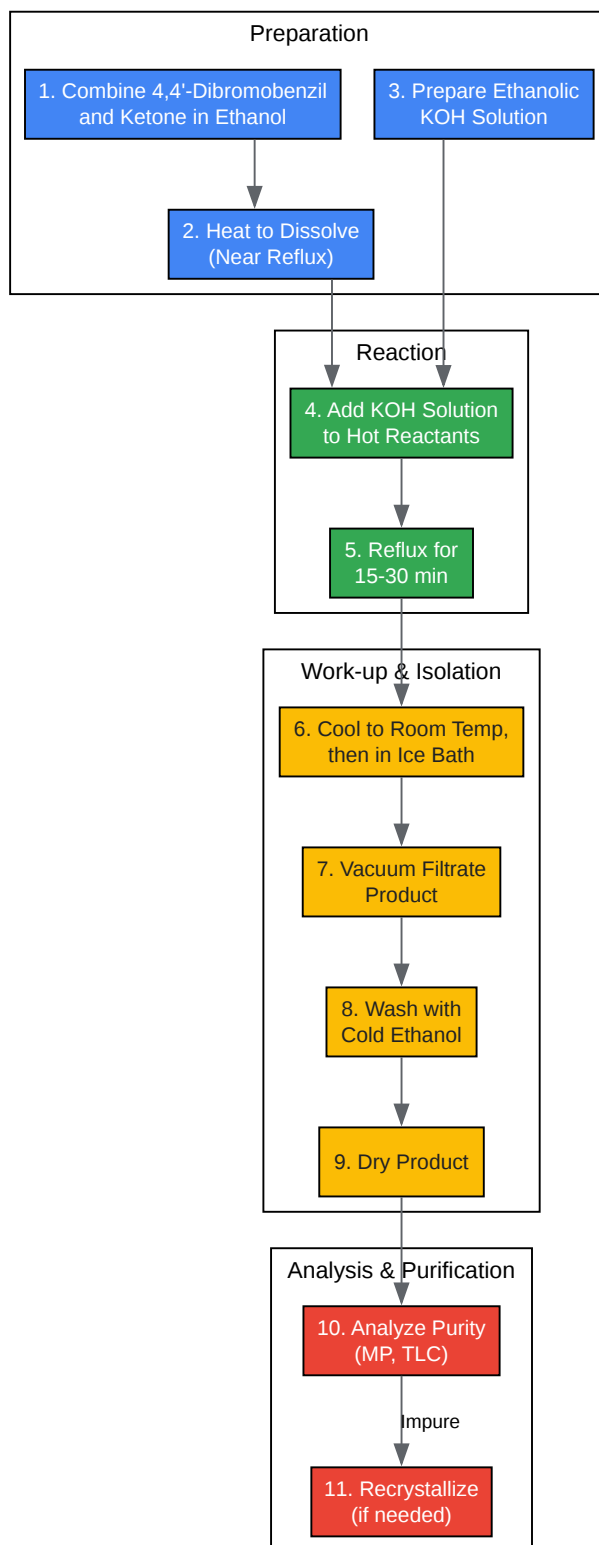 Preparation
1. Combine 4,4'-Dibromobenzil
and Ketone in Ethanol
3. Prepare Ethanolic
KOH Solution
2. Heat to Dissolve
(Near Reflux)
Reaction
4. Add KOH Solution
to Hot Reactants
5. Reflux for
15-30 min
Work-up & Isolation
6. Cool to Room Temp,
then in Ice Bath
7. Vacuum Filtrate
Product
8. Wash with
Cold Ethanol
9. Dry Product
Analysis & Purification
10. Analyze Purity
(MP, TLC)
Impure
11. Recrystallize
(if needed)